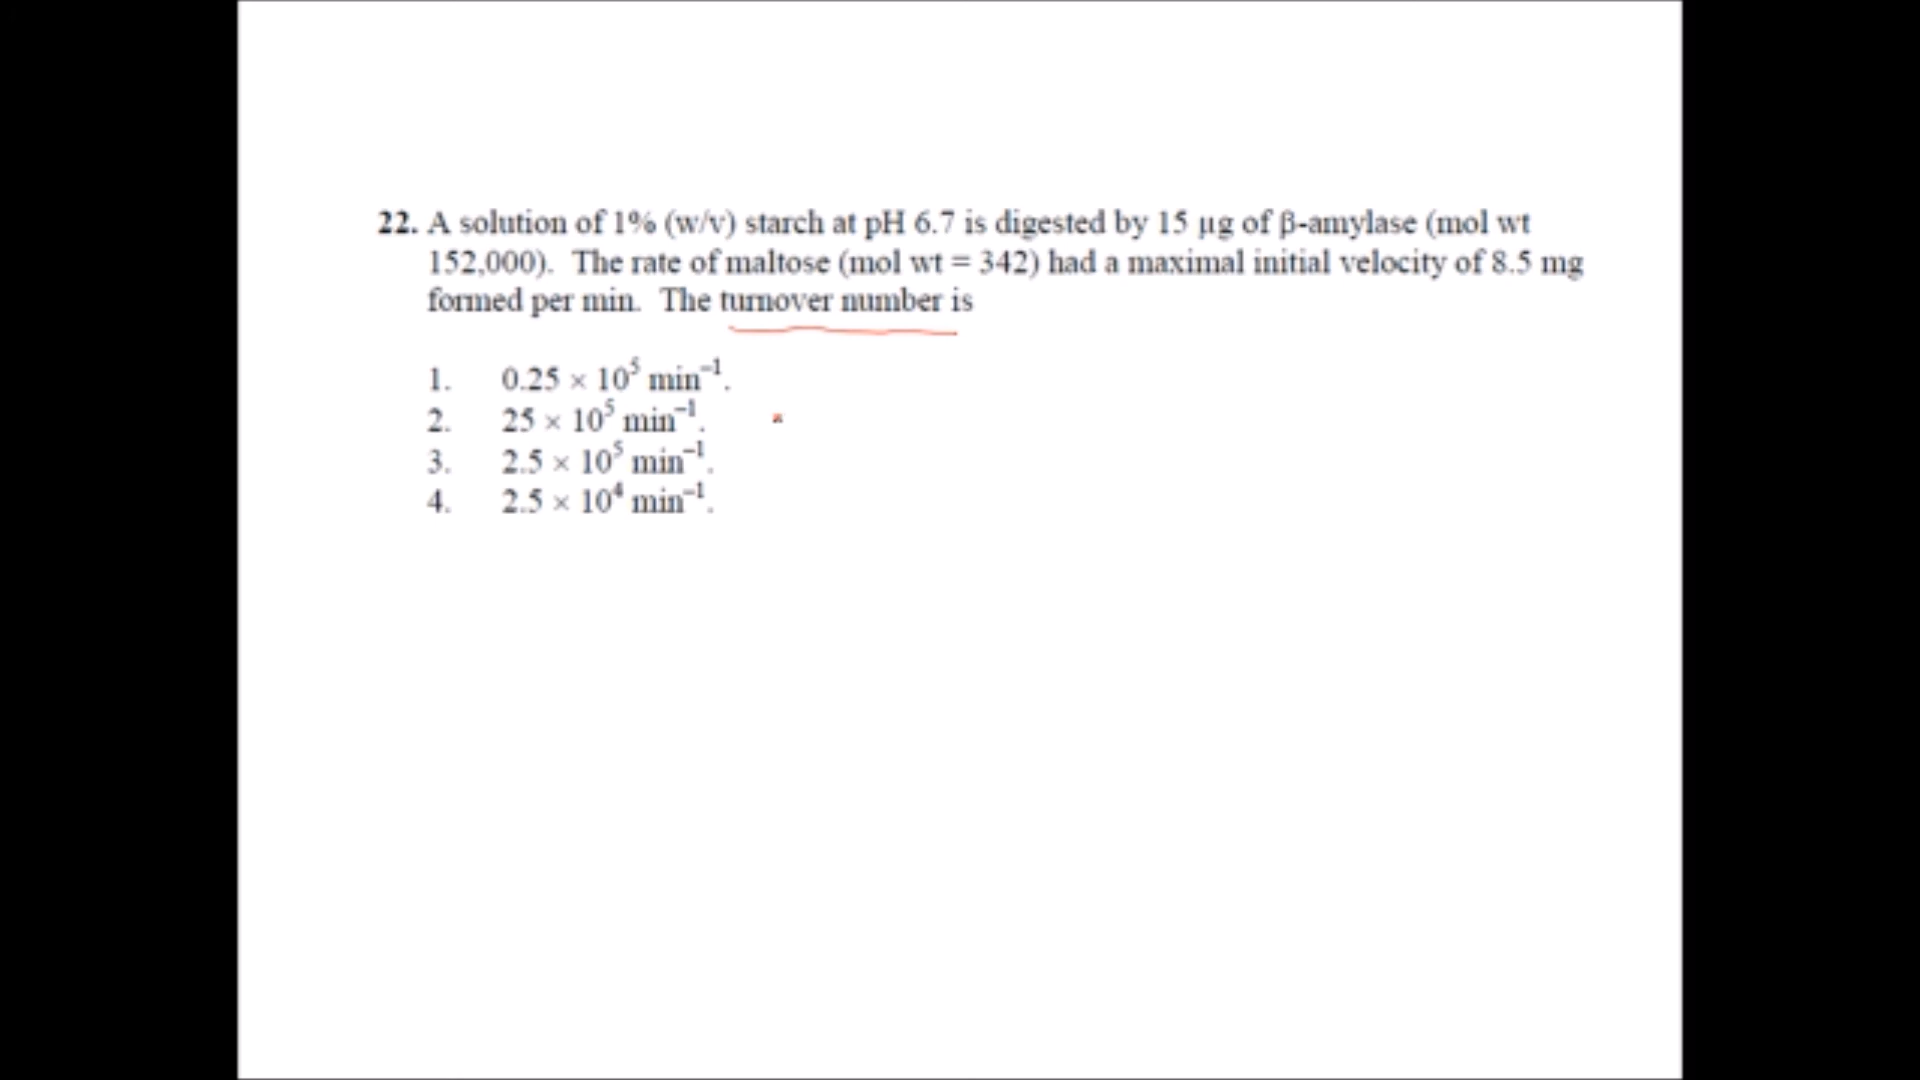 22. A solution of 1% (w/v) starch at pH 6.7 is digested by 15 µg of β-amylase (mol wt
152,000). The rate of maltose (mol wt = 342) had a maximal initial velocity of 8.5 mg
formed per min. The turnover number is
1. 0.25 × 10⁵ min⁻¹.
2. 25 × 10⁵ min⁻¹.
3. 2.5 × 10⁵ min⁻¹.
4. 2.5 × 10⁴ min⁻¹.